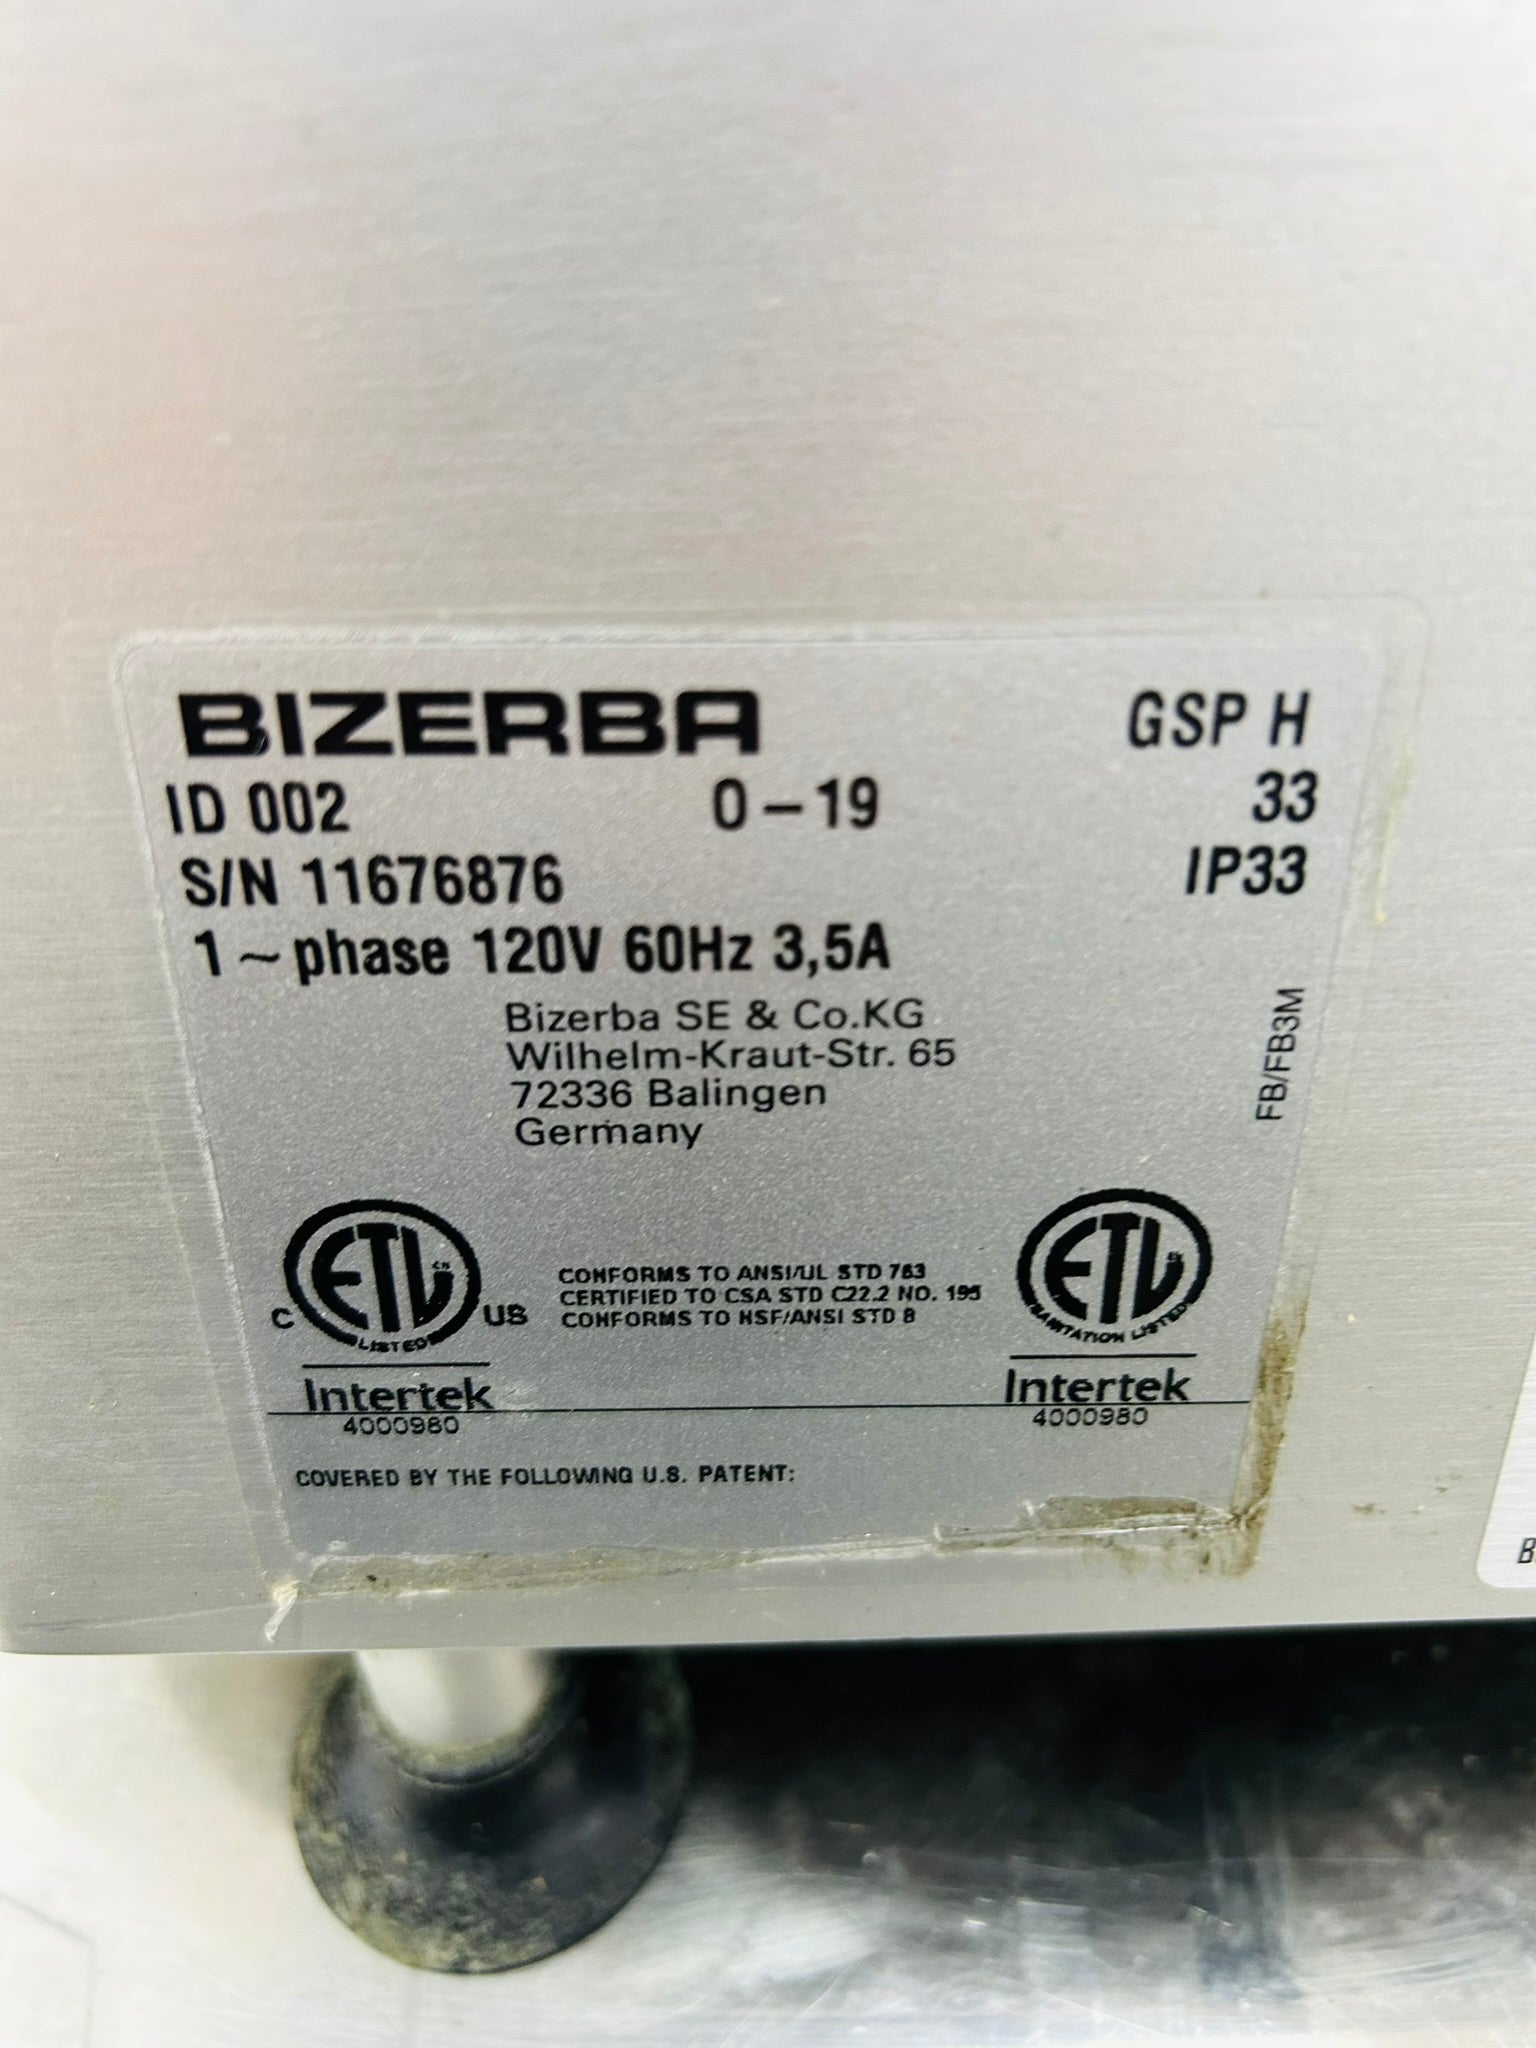 BIZERBA GSP H
ID 002 0–19 33
S/N 11676876 IP33
1 ~ phase 120V 60Hz 3,5A
Bizerba SE & Co.KG
Wilhelm-Kraut-Str. 65
72336 Balingen
Germany
FB/FB3M
ETL
C US
LISTED
Intertek
4000980
CONFORMS TO ANSI/UL STD 763
CERTIFIED TO CSA STD C22.2 NO. 195
CONFORMS TO NSF/ANSI STD 8
ETL
SANITATION LISTED
Intertek
4000980
COVERED BY THE FOLLOWING U.S. PATENT: